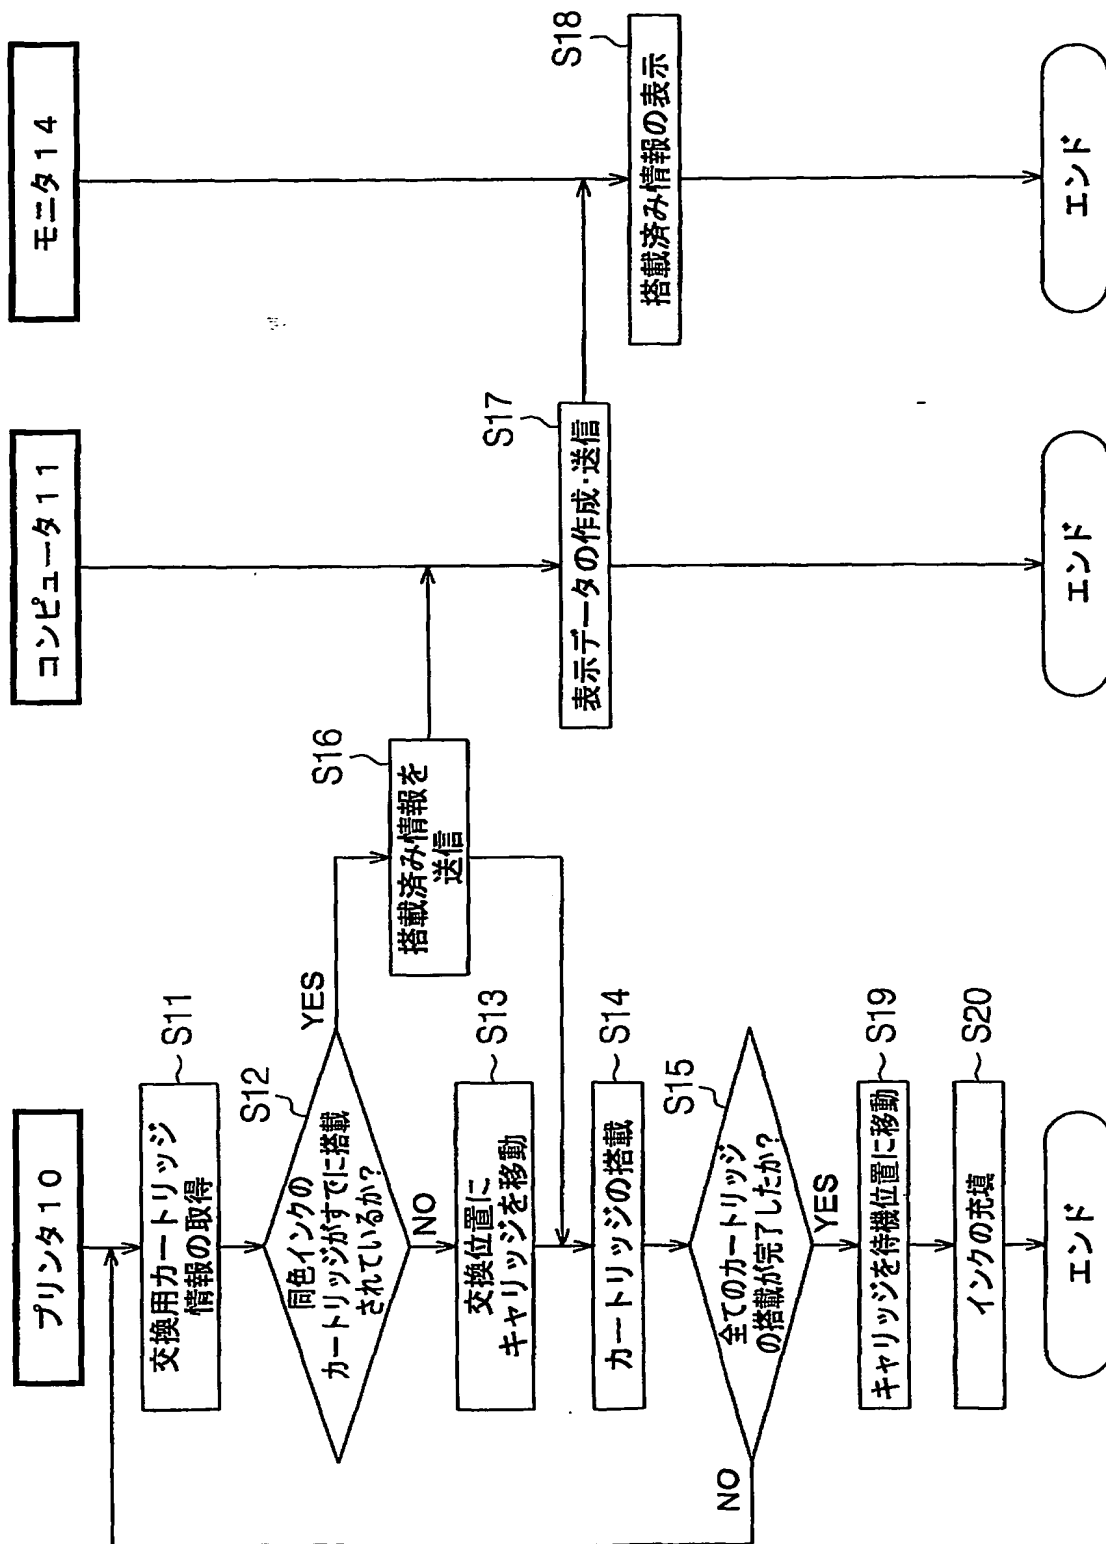 プリンタ10
交換用カートリッジ
情報の取得
S11
同色インクの
カートリッジがすでに搭載
されているか？
S12
YES
NO
交換位置に
キャリッジを移動
S13
カートリッジの搭載
S14
全てのカートリッジ
の搭載が完了したか？
S15
NO
YES
キャリッジを待機位置に移動
S19
インクの充填
S20
エンド
搭載済み情報を
送信
S16
コンピュータ11
表示データの作成・送信
S17
エンド
モニタ14
搭載済み情報の表示
S18
エンド